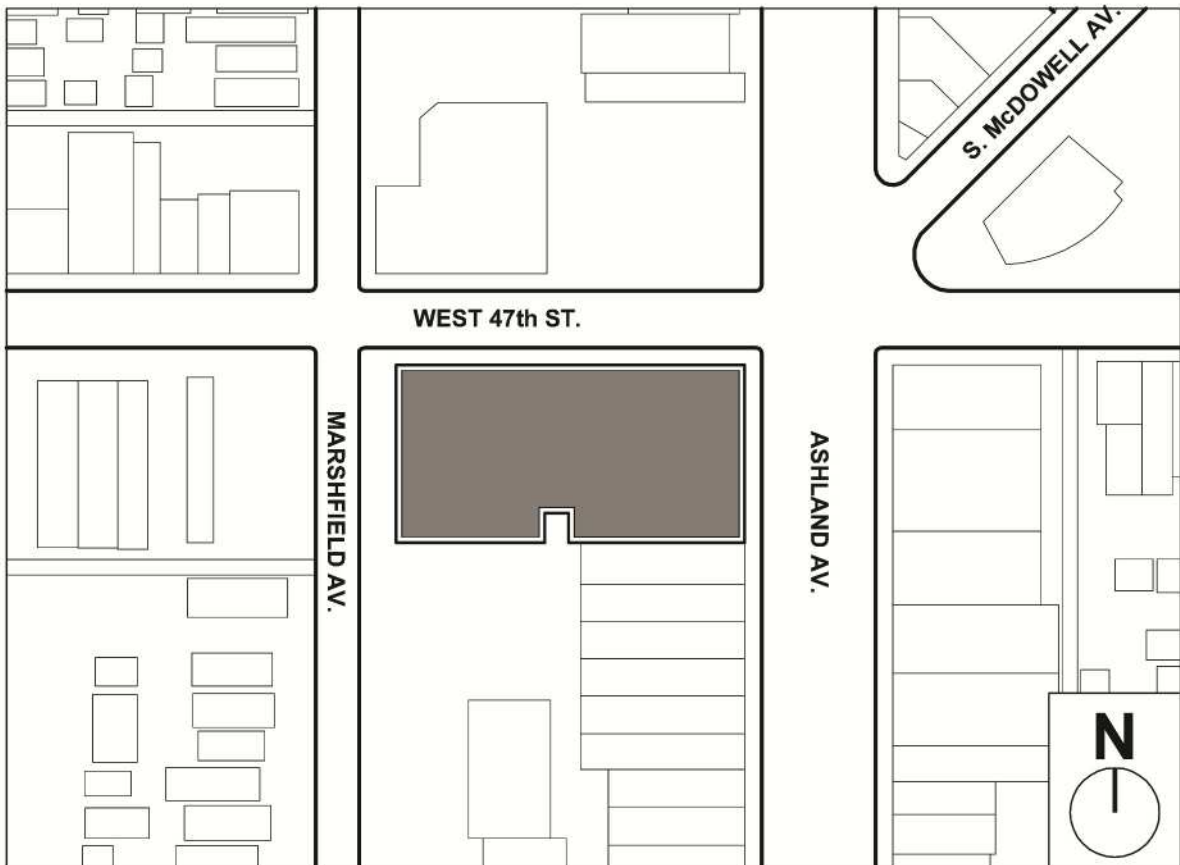 S. McDOWELL AV.
WEST 47th ST.
MARSHFIELD AV.
ASHLAND AV.
N